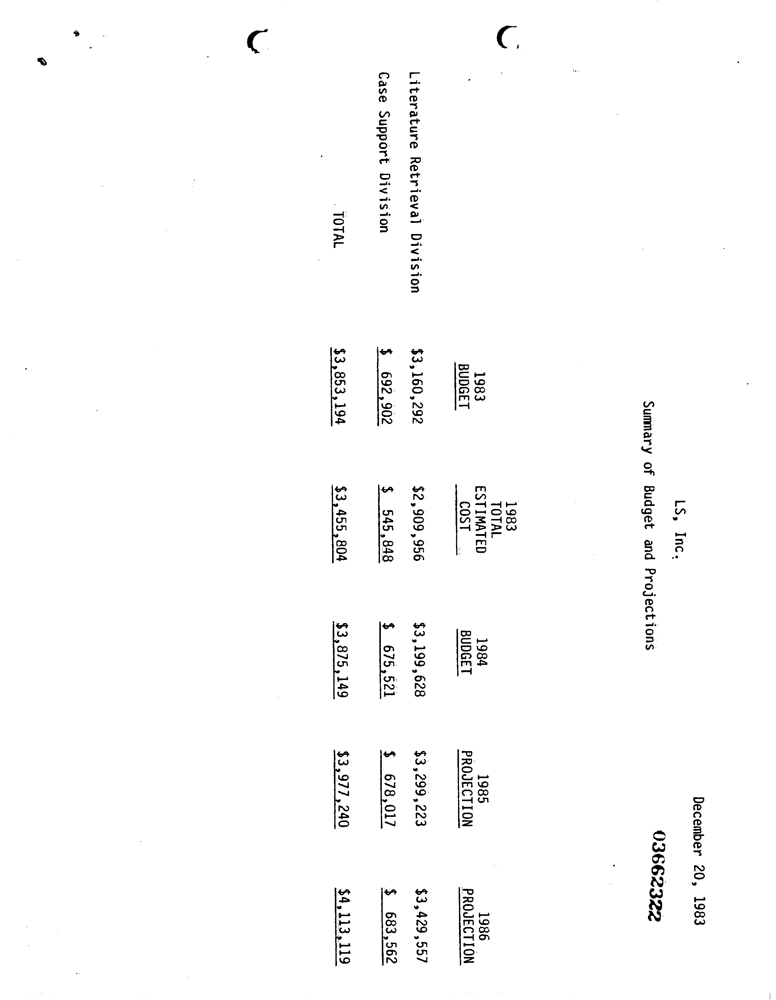 December 20, 1983
LS, Inc.
03662322
Summary of Budget and Projections
1983 BUDGET 1983 TOTAL ESTIMATED COST 1984 BUDGET 1985 PROJECTION 1986 PROJECTION
Literature Retrieval Division $3,160,292 $2,909,956 $3,199,628 $3,299,223 $3,429,557
Case Support Division $ 692,902 $ 545,848 $ 675,521 $ 678,017 $ 683,562
TOTAL $3,853,194 $3,455,804 $3,875,149 $3,977,240 $4,113,119